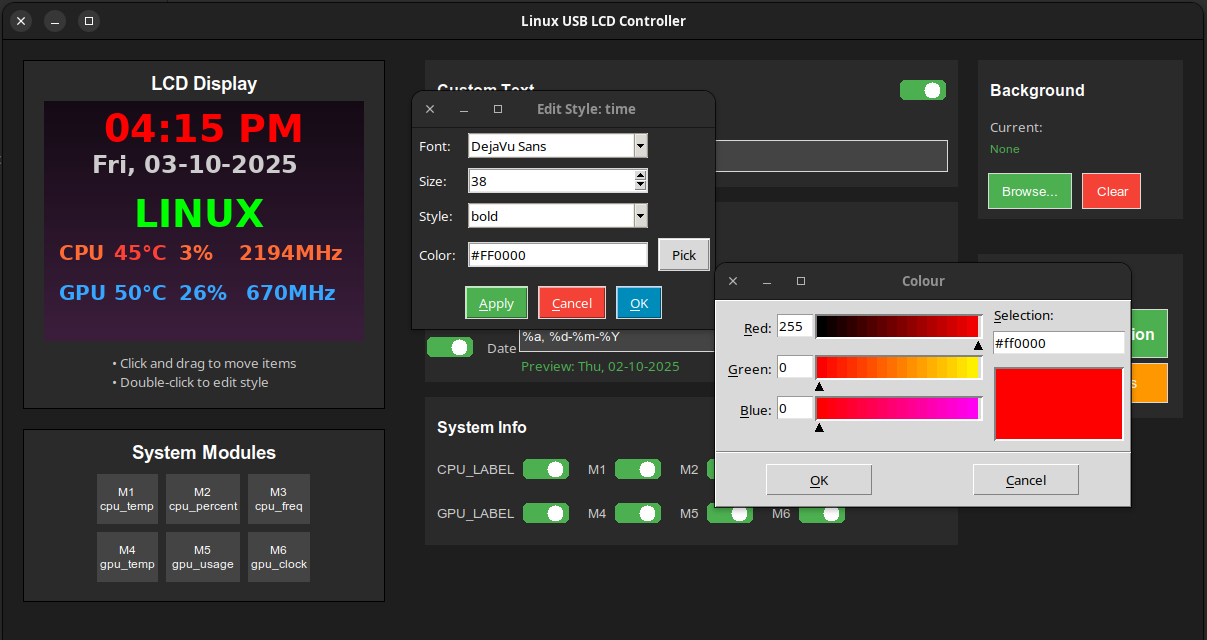 Linux USB LCD Controller
LCD Display
04:15 PM
Fri, 03-10-2025
LINUX
CPU 45°C 3% 2194MHz
GPU 50°C 26% 670MHz
• Click and drag to move items
• Double-click to edit style
System Modules
M1
cpu_temp
M2
cpu_percent
M3
cpu_freq
M4
gpu_temp
M5
gpu_usage
M6
gpu_clock
Custom Text
Edit Style: time
Font: DejaVu Sans
Size: 38
Style: bold
Color: #FF0000 Pick
Apply Cancel OK
Date %a, %d-%m-%Y
Preview: Thu, 02-10-2025
System Info
CPU_LABEL M1 M2
GPU_LABEL M4 M5 M6
Background
Current:
None
Browse... Clear
Colour
Red: 255
Green: 0
Blue: 0
Selection:
#ff0000
OK Cancel